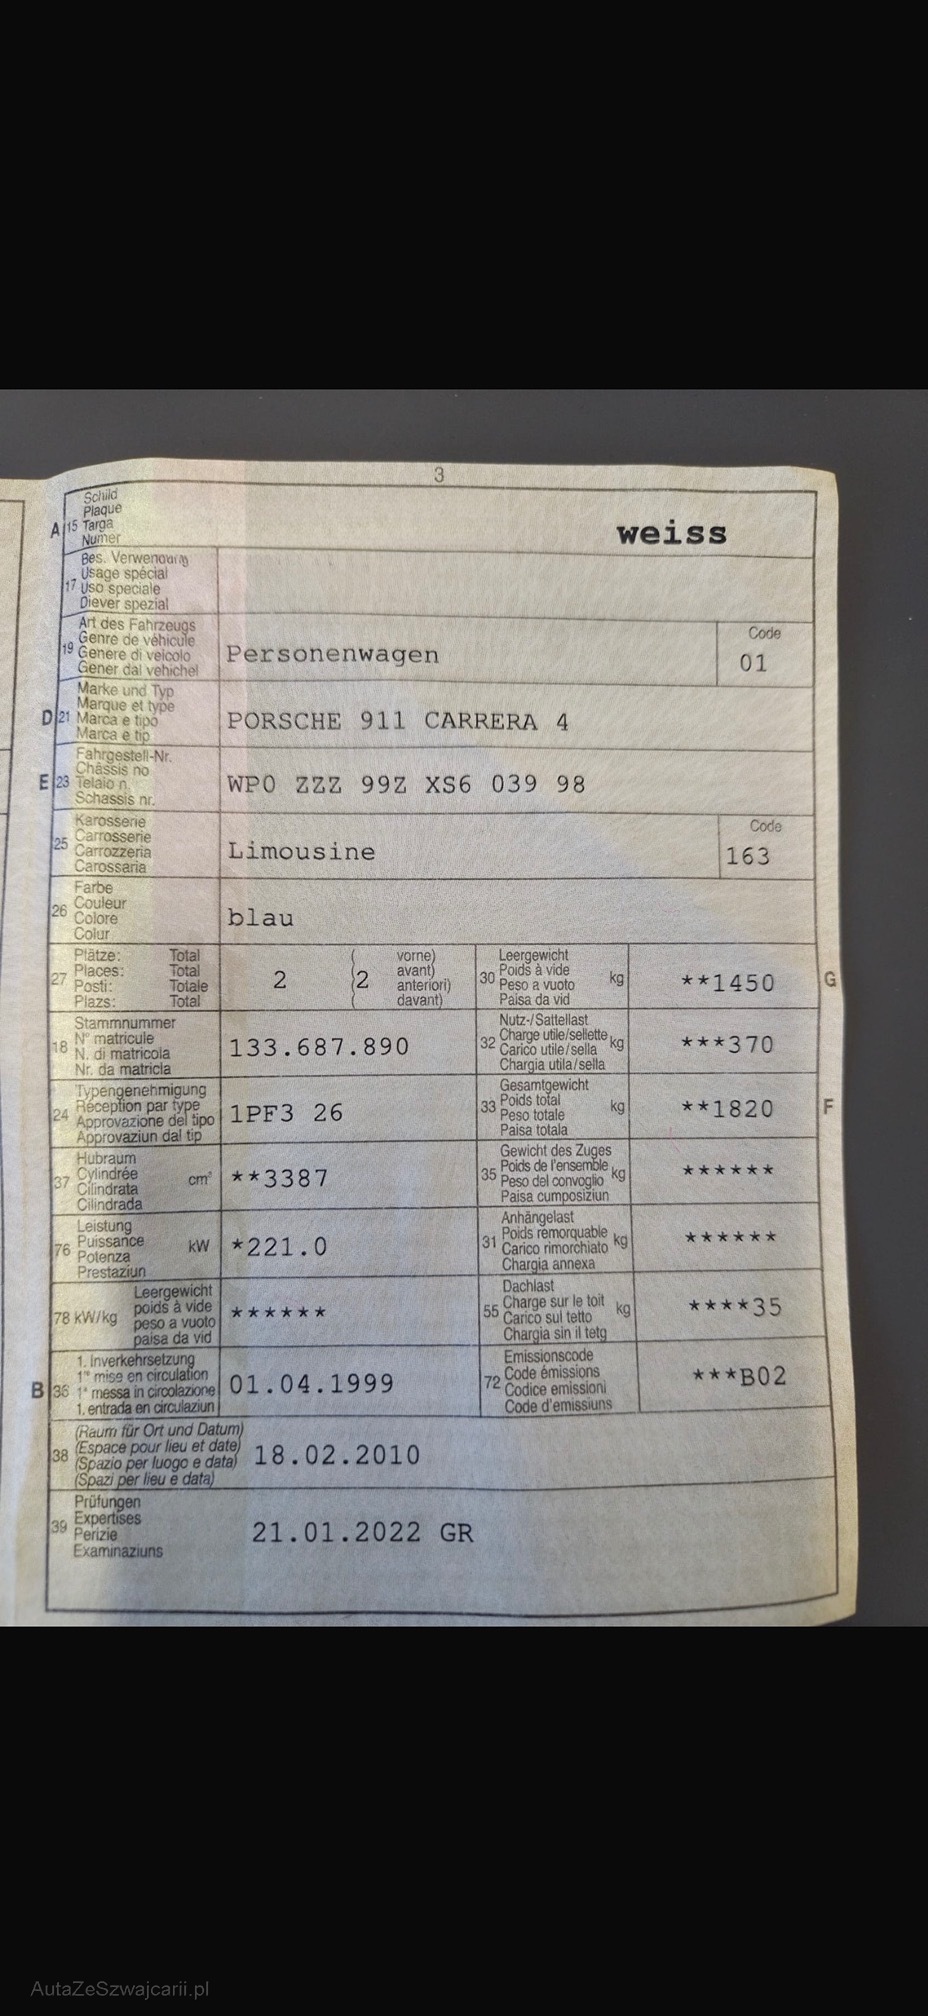 3
A 15 Schild
Plaque
Targa
Numer
weiss
17 Bes. Verwendung
Usage spécial
Uso speciale
Diever spezial
19 Art des Fahrzeugs
Genre de véhicule
Genere di veicolo
Gener dal vehichel
Personenwagen
Code
01
D 21 Marke und Typ
Marque et type
Marca e tipo
Marca e tip
PORSCHE 911 CARRERA 4
E 23 Fahrgestell-Nr.
Châssis no
Telaio n.
Schassis nr.
WP0 ZZZ 99Z XS6 039 98
25 Karosserie
Carrosserie
Carrozzeria
Carossaria
Limousine
Code
163
26 Farbe
Couleur
Colore
Colur
blau
27 Plätze: Total
Places: Total
Posti: Totale
Plazs: Total
2 (2 vorne)
avant)
anteriori)
davant)
30 Leergewicht
Poids à vide kg
Peso a vuoto
Paisa da vid
**1450
G
18 Stammnummer
N° matricule
N. di matricola
Nr. da matricla
133.687.890
32 Nutz-/Sattellast
Charge utile/sellette kg
Carico utile/sella
Chargia utila/sella
***370
24 Typengenehmigung
Réception par type
Approvazione del tipo
Approvaziun dal tip
1PF3 26
33 Gesamtgewicht
Poids total kg
Peso totale
Paisa totala
**1820
F
37 Hubraum
Cylindrée cm³
Cilindrata
Cilindrada
**3387
35 Gewicht des Zuges
Poids de l'ensemble kg
Peso del convoglio
Paisa cumposiziun
******
76 Leistung
Puissance kW
Potenza
Prestaziun
*221.0
31 Anhängelast
Poids remorquable kg
Carico rimorchiato
Chargia annexa
******
78 kW/kg Leergewicht
poids à vide
peso a vuoto
paisa da vid
******
55 Dachlast
Charge sur le toit kg
Carico sul tetto
Chargia sin il tetg
****35
B 36 1. Inverkehrsetzung
1re mise en circulation
1a messa in circolazione
1. entrada en circulaziun
01.04.1999
72 Emissionscode
Code émissions
Codice emissioni
Code d'emissiuns
***B02
38 (Raum für Ort und Datum)
(Espace pour lieu et date)
(Spazio per luogo e data)
(Spazi per lieu e data)
18.02.2010
39 Prüfungen
Expertises
Perizie
Examinaziuns
21.01.2022 GR
AutaZeSzwajcarii.pl